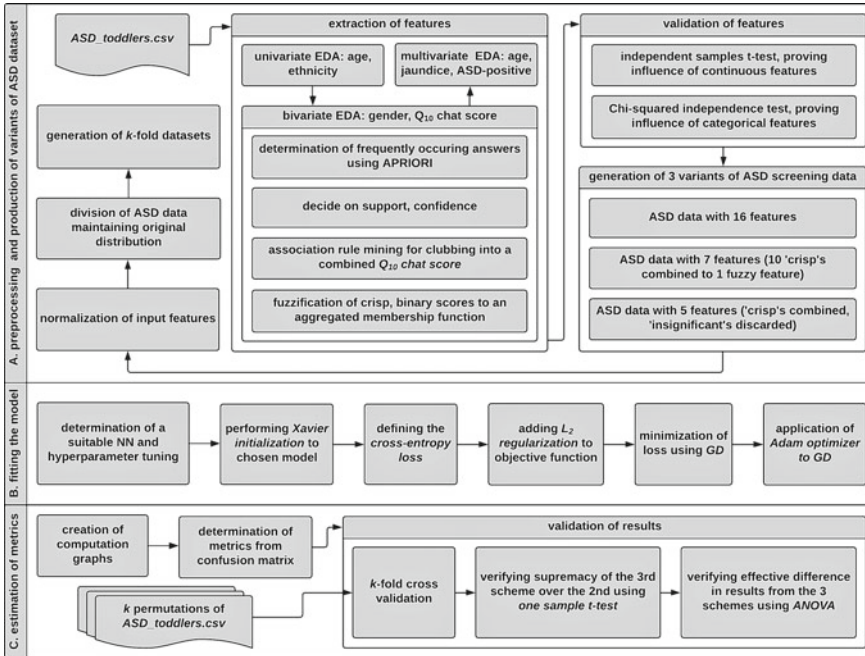 A. preprocessing and production of variants of ASD dataset
ASD_toddlers.csv
extraction of features
univariate EDA: age,
ethnicity
multivariate EDA: age,
jaundice, ASD-positive
bivariate EDA: gender, Q10 chat score
determination of frequently occuring answers
using APRIORI
decide on support, confidence
association rule mining for clubbing into a
combined Q10 chat score
fuzzification of crisp, binary scores to an
aggregated membership function
validation of features
independent samples t-test, proving
influence of continuous features
Chi-squared independence test, proving
influence of categorical features
generation of 3 variants of ASD screening data
ASD data with 16 features
ASD data with 7 features (10 'crisp's
combined to 1 fuzzy feature)
ASD data with 5 features ('crisp's combined,
'insignificant's discarded)
generation of k-fold datasets
division of ASD data
maintaining original
distribution
normalization of input features
B. fitting the model
determination of a
suitable NN and
hyperparameter tuning
performing Xavier
initialization to
chosen model
defining the
cross-entropy
loss
adding L2
regularization to
objective function
minimization of
loss using GD
application of
Adam optimizer
to GD
C. estimation of metrics
creation of
computation
graphs
determination of
metrics from
confusion matrix
k permutations of
ASD_toddlers.csv
validation of results
k-fold cross
validation
verifying supremacy of the 3rd
scheme over the 2nd using
one sample t-test
verifying effective difference
in results from the 3
schemes using ANOVA